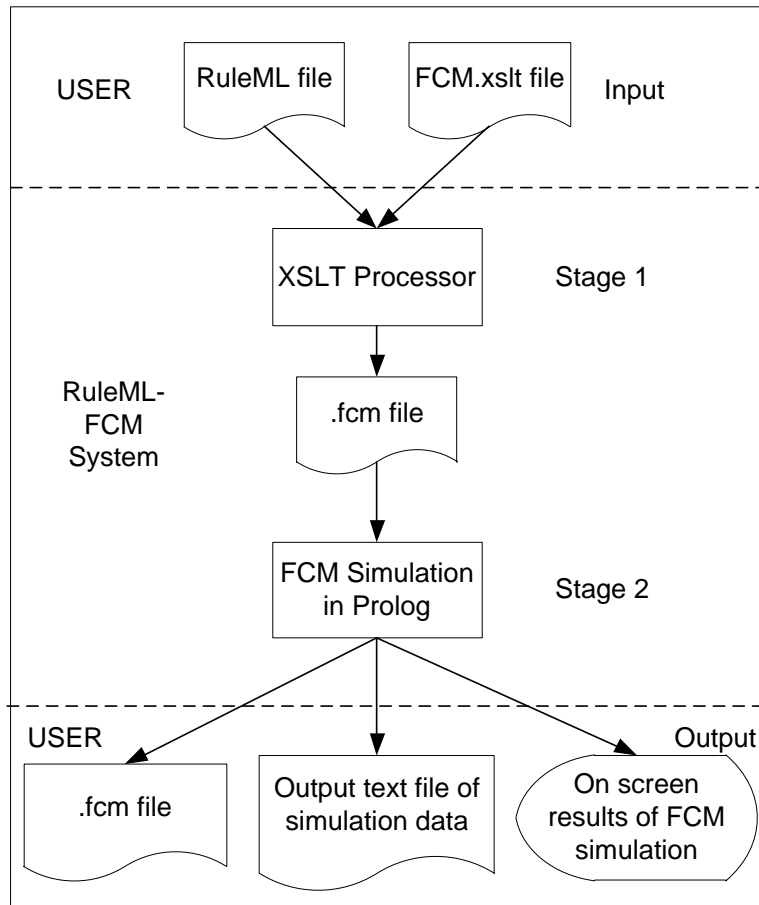 USER
RuleML file
FCM.xslt file
Input
XSLT Processor
Stage 1
RuleML-
FCM
System
.fcm file
FCM Simulation
in Prolog
Stage 2
USER
Output
.fcm file
Output text file of
simulation data
On screen
results of FCM
simulation